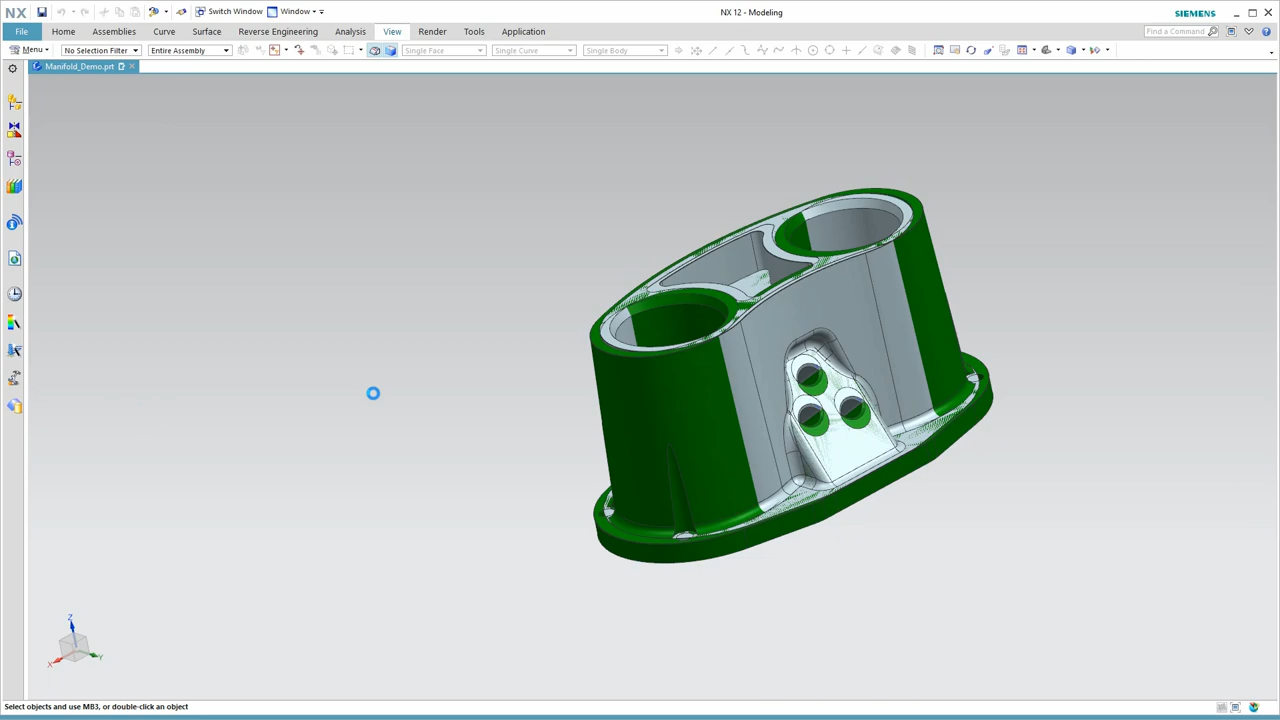 NX
Switch Window
Window
NX 12 - Modeling
SIEMENS
File
Home
Assemblies
Curve
Surface
Reverse Engineering
Analysis
View
Render
Tools
Application
Find a Command
Menu
No Selection Filter
Entire Assembly
Single Face
Single Curve
Single Body
Manifold_Demo.prt
Z
X
Y
Select objects and use MB3, or double-click an object